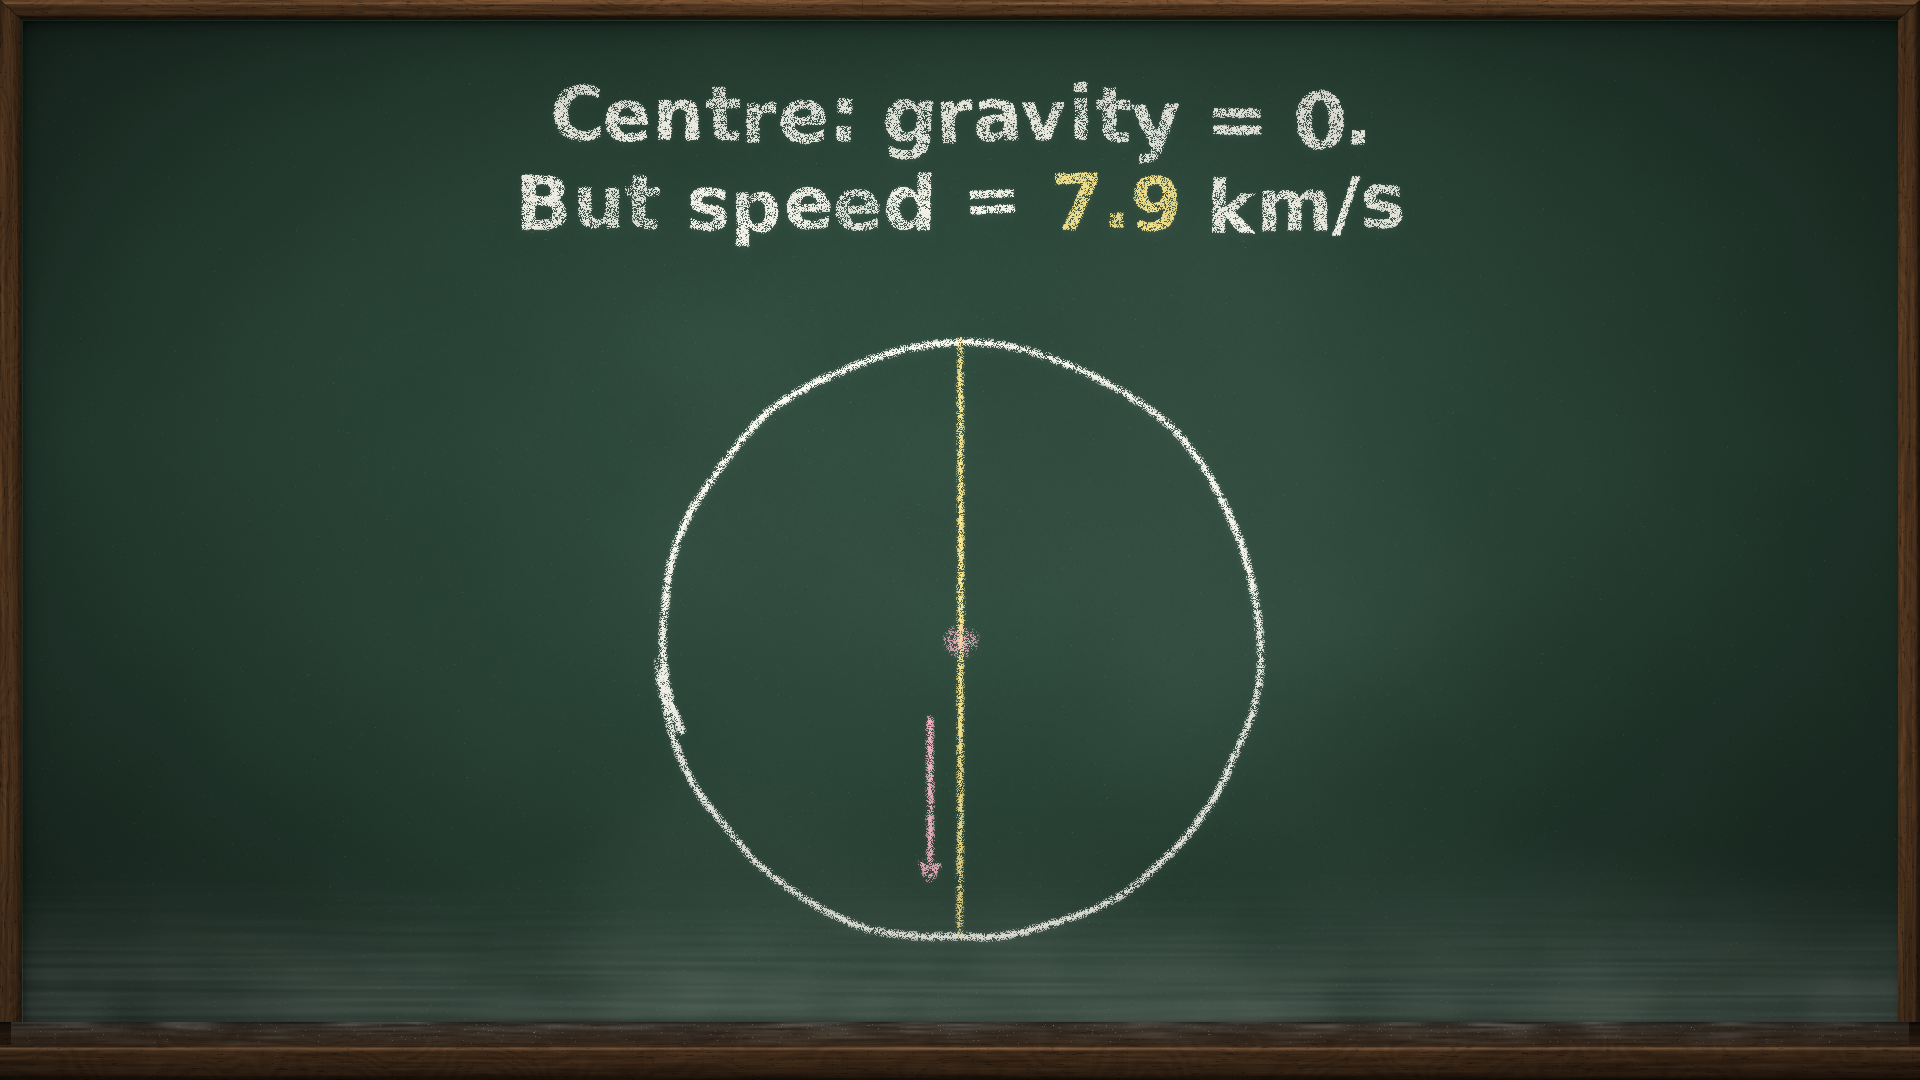 Centre: gravity = 0.
But speed = 7.9 km/s